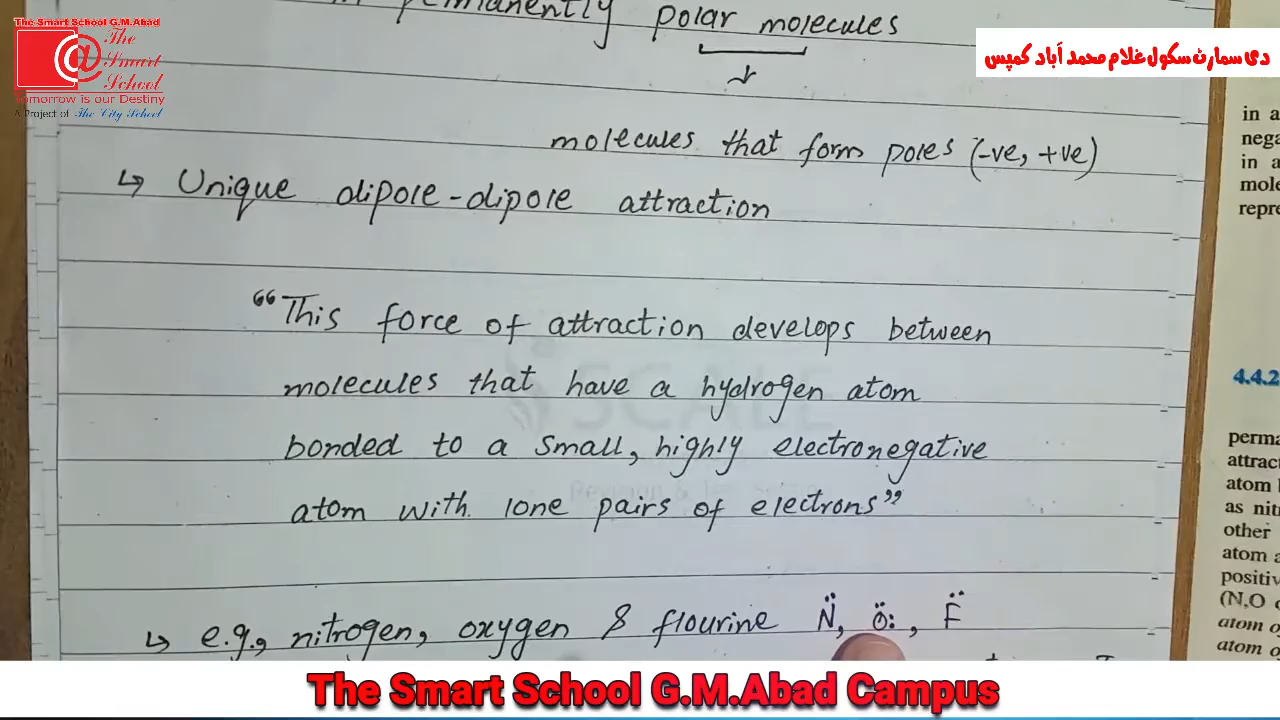 The Smart School G.M.Abad
The
Smart
School
Tomorrow is our Destiny
A Project of The City School
دی سمارٹ سکول غلام محمد آباد کمپس
permanently polar molecules
molecules that form poles (-ve, +ve)
↳ Unique dipole-dipole attraction
“This force of attraction develops between
molecules that have a hydrogen atom
bonded to a small, highly electronegative
atom with lone pairs of electrons”
↳ e.g., nitrogen, oxygen & flourine N̈, Ö:, F̈
SCALE
in a
nega
in a
mole
repre
4.4.2
perma
attract
atom
as nit
other
atom a
positiv
(N,O
atom o
atom o
The Smart School G.M.Abad Campus